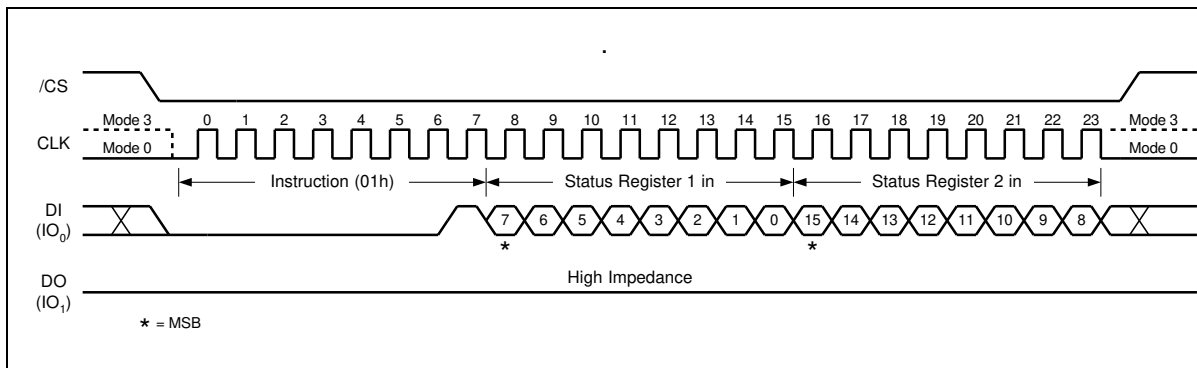 /CS
Mode 3
0 1 2 3 4 5 6 7 8 9 10 11 12 13 14 15 16 17 18 19 20 21 22 23
Mode 3
CLK
Mode 0
Mode 0
Instruction (01h)
Status Register 1 in
Status Register 2 in
DI
(IO0)
7 6 5 4 3 2 1 0 15 14 13 12 11 10 9 8
* *
High Impedance
DO
(IO1)
* = MSB